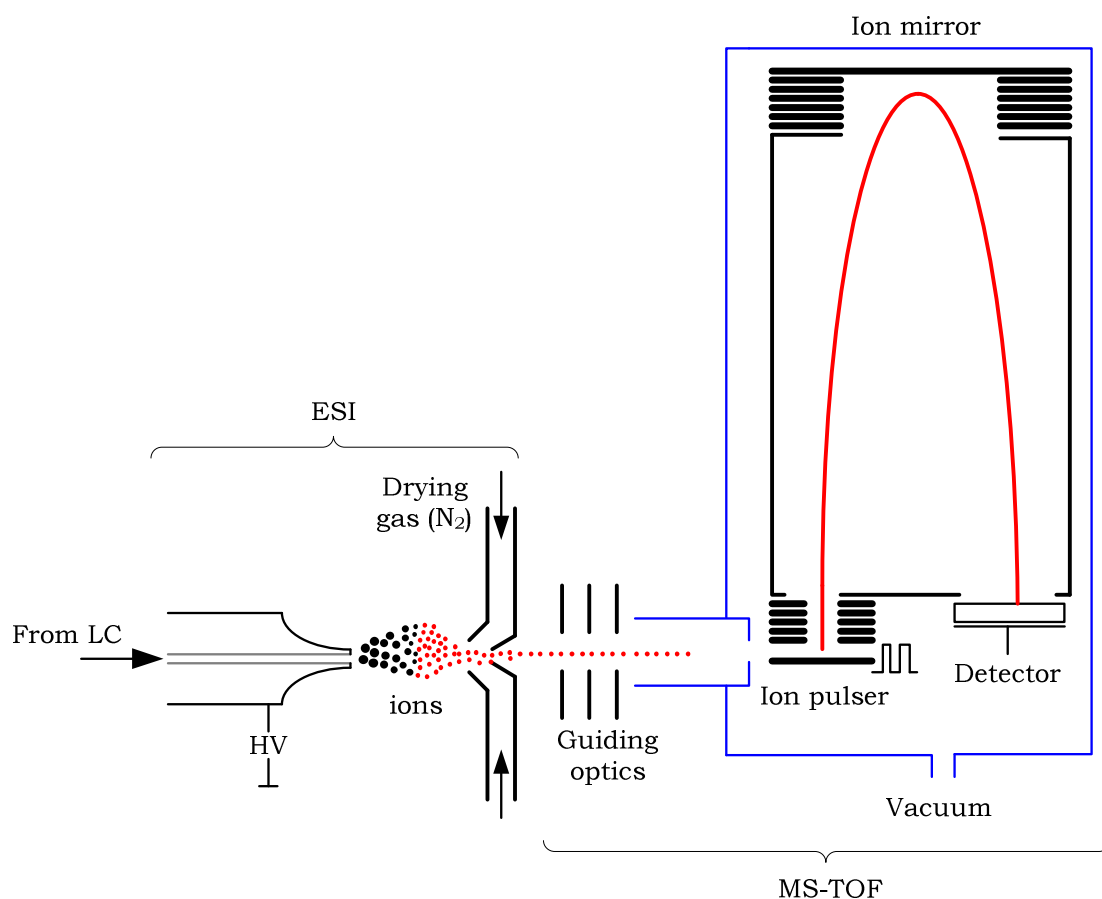 Ion mirror
ESI
Drying
gas (N₂)
From LC
ions
HV
Guiding
optics
Ion pulser
Detector
Vacuum
MS-TOF